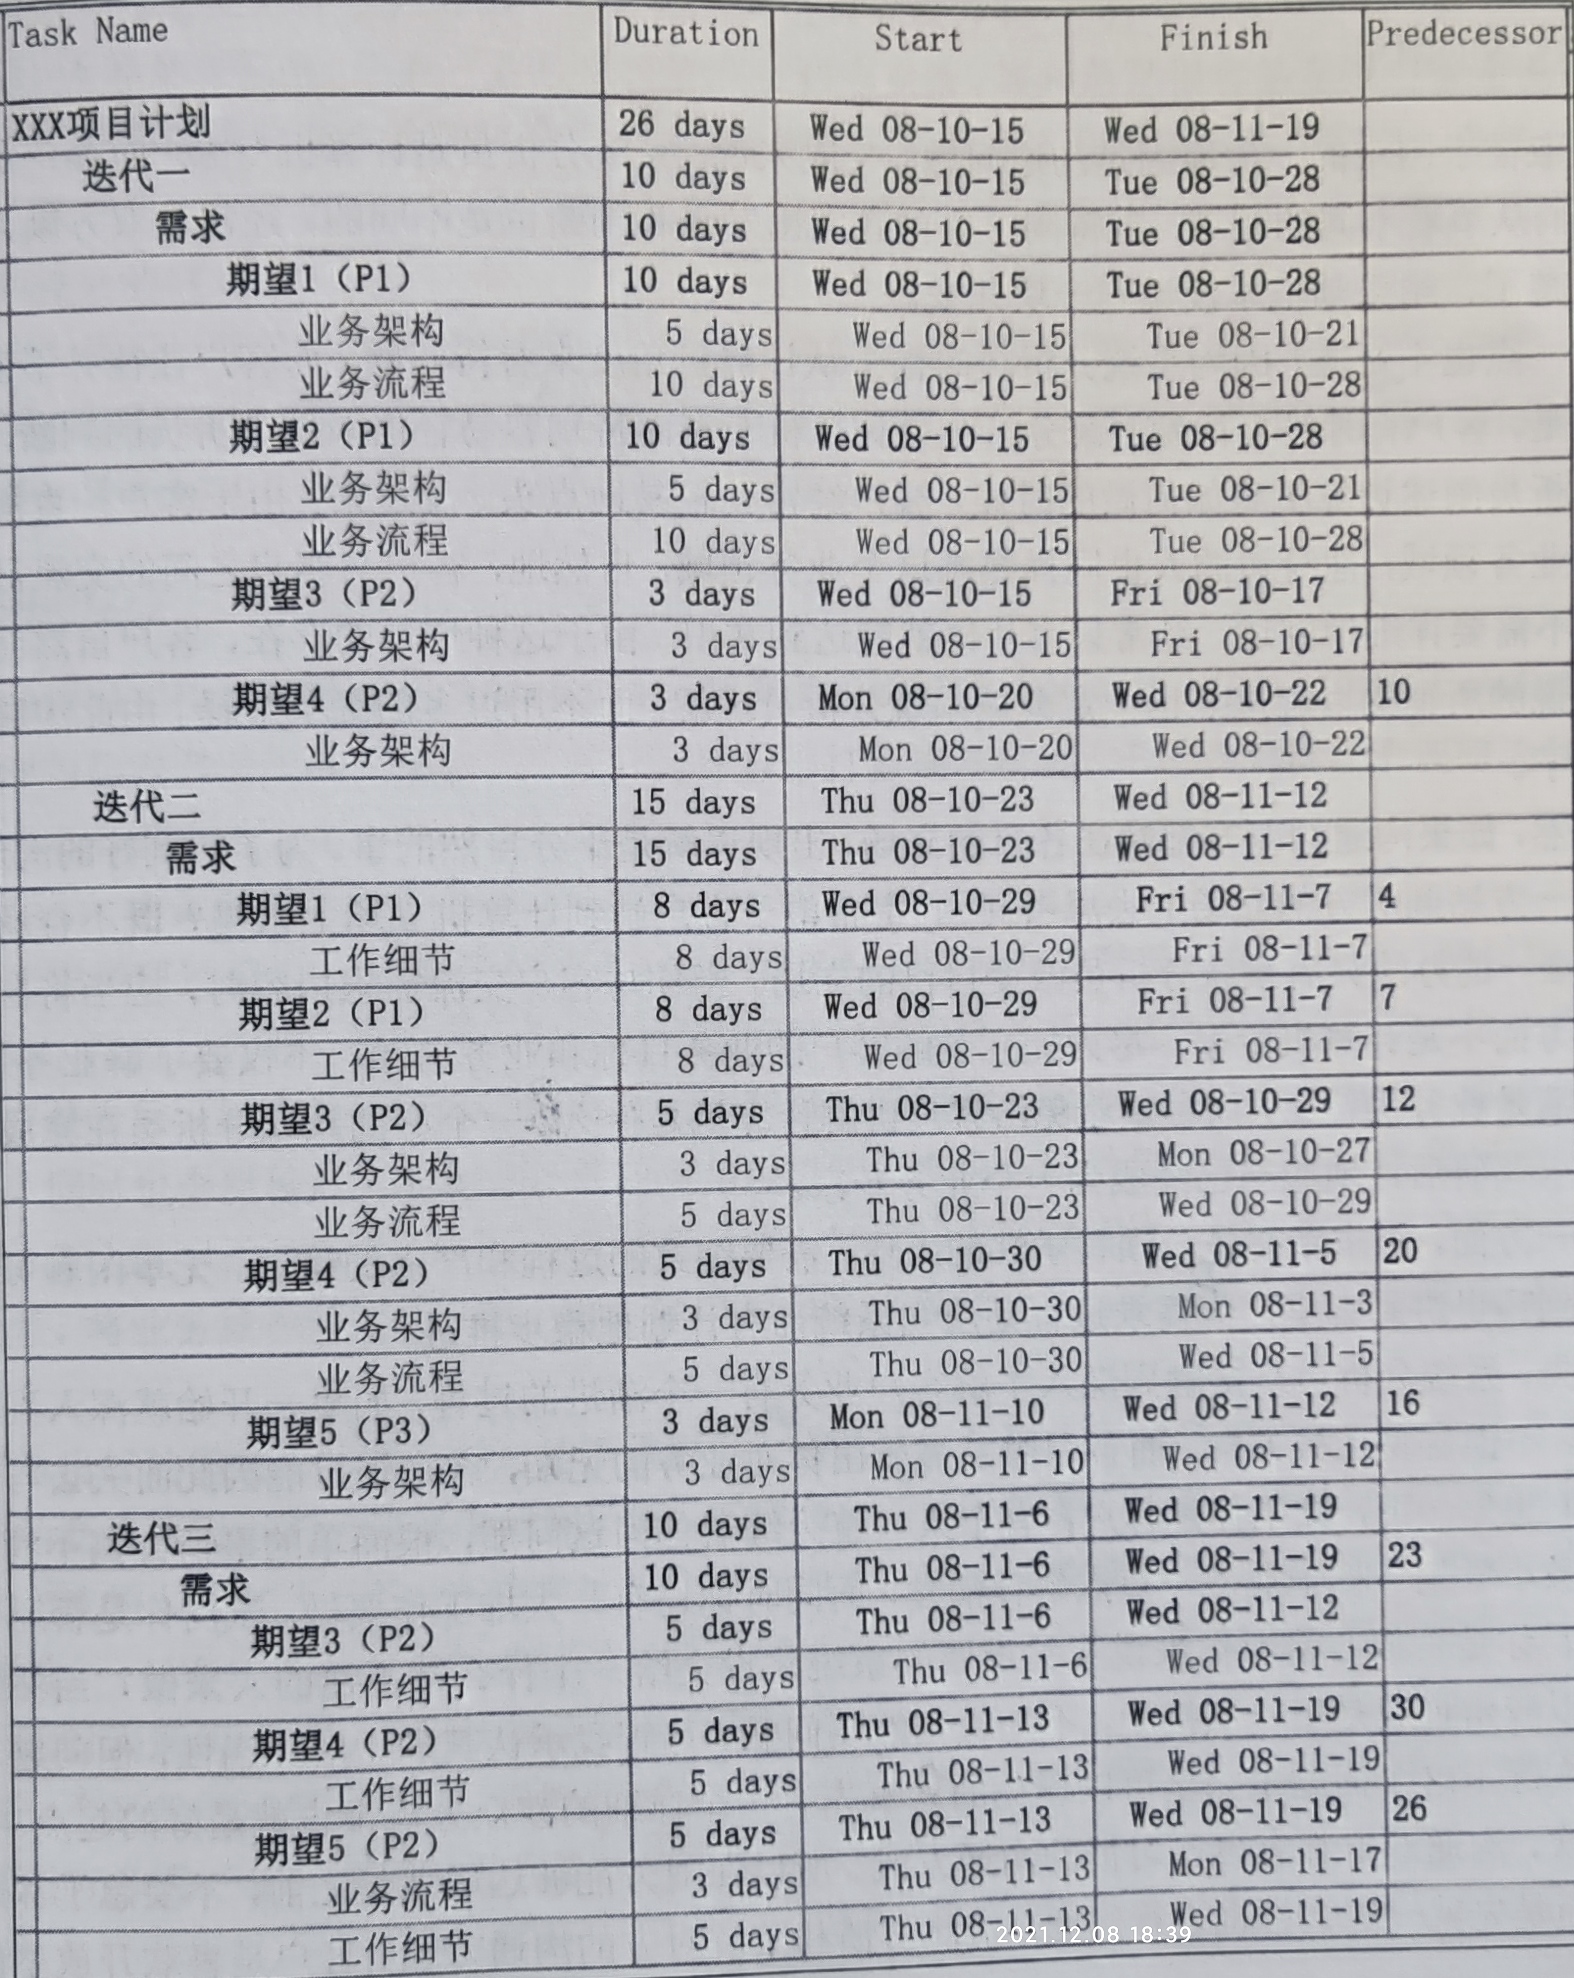 Task Name Duration Start Finish Predecessor
XXX项目计划 26 days Wed 08-10-15 Wed 08-11-19
迭代一 10 days Wed 08-10-15 Tue 08-10-28
需求 10 days Wed 08-10-15 Tue 08-10-28
期望1（P1） 10 days Wed 08-10-15 Tue 08-10-28
业务架构 5 days Wed 08-10-15 Tue 08-10-21
业务流程 10 days Wed 08-10-15 Tue 08-10-28
期望2（P1） 10 days Wed 08-10-15 Tue 08-10-28
业务架构 5 days Wed 08-10-15 Tue 08-10-21
业务流程 10 days Wed 08-10-15 Tue 08-10-28
期望3（P2） 3 days Wed 08-10-15 Fri 08-10-17
业务架构 3 days Wed 08-10-15 Fri 08-10-17
期望4（P2） 3 days Mon 08-10-20 Wed 08-10-22 10
业务架构 3 days Mon 08-10-20 Wed 08-10-22
迭代二 15 days Thu 08-10-23 Wed 08-11-12
需求 15 days Thu 08-10-23 Wed 08-11-12
期望1（P1） 8 days Wed 08-10-29 Fri 08-11-7 4
工作细节 8 days Wed 08-10-29 Fri 08-11-7
期望2（P1） 8 days Wed 08-10-29 Fri 08-11-7 7
工作细节 8 days Wed 08-10-29 Fri 08-11-7
期望3（P2） 5 days Thu 08-10-23 Wed 08-10-29 12
业务架构 3 days Thu 08-10-23 Mon 08-10-27
业务流程 5 days Thu 08-10-23 Wed 08-10-29
期望4（P2） 5 days Thu 08-10-30 Wed 08-11-5 20
业务架构 3 days Thu 08-10-30 Mon 08-11-3
业务流程 5 days Thu 08-10-30 Wed 08-11-5
期望5（P3） 3 days Mon 08-11-10 Wed 08-11-12 16
业务架构 3 days Mon 08-11-10 Wed 08-11-12
迭代三 10 days Thu 08-11-6 Wed 08-11-19
需求 10 days Thu 08-11-6 Wed 08-11-19 23
期望3（P2） 5 days Thu 08-11-6 Wed 08-11-12
工作细节 5 days Thu 08-11-6 Wed 08-11-12
期望4（P2） 5 days Thu 08-11-13 Wed 08-11-19 30
工作细节 5 days Thu 08-11-13 Wed 08-11-19
期望5（P2） 5 days Thu 08-11-13 Wed 08-11-19 26
业务流程 3 days Thu 08-11-13 Mon 08-11-17
工作细节 5 days Thu 08-11-13 Wed 08-11-19
2021.12.08 18:39